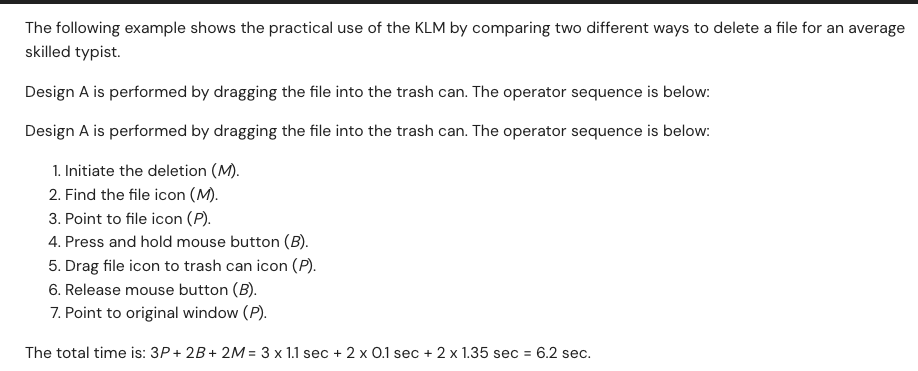 The following example shows the practical use of the KLM by comparing two different ways to delete a file for an average
skilled typist.
Design A is performed by dragging the file into the trash can. The operator sequence is below:
Design A is performed by dragging the file into the trash can. The operator sequence is below:
1. Initiate the deletion (M).
2. Find the file icon (M).
3. Point to file icon (P).
4. Press and hold mouse button (B).
5. Drag file icon to trash can icon (P).
6. Release mouse button (B).
7. Point to original window (P).
The total time is: 3P + 2B + 2M = 3 x 1.1 sec + 2 x 0.1 sec + 2 x 1.35 sec = 6.2 sec.